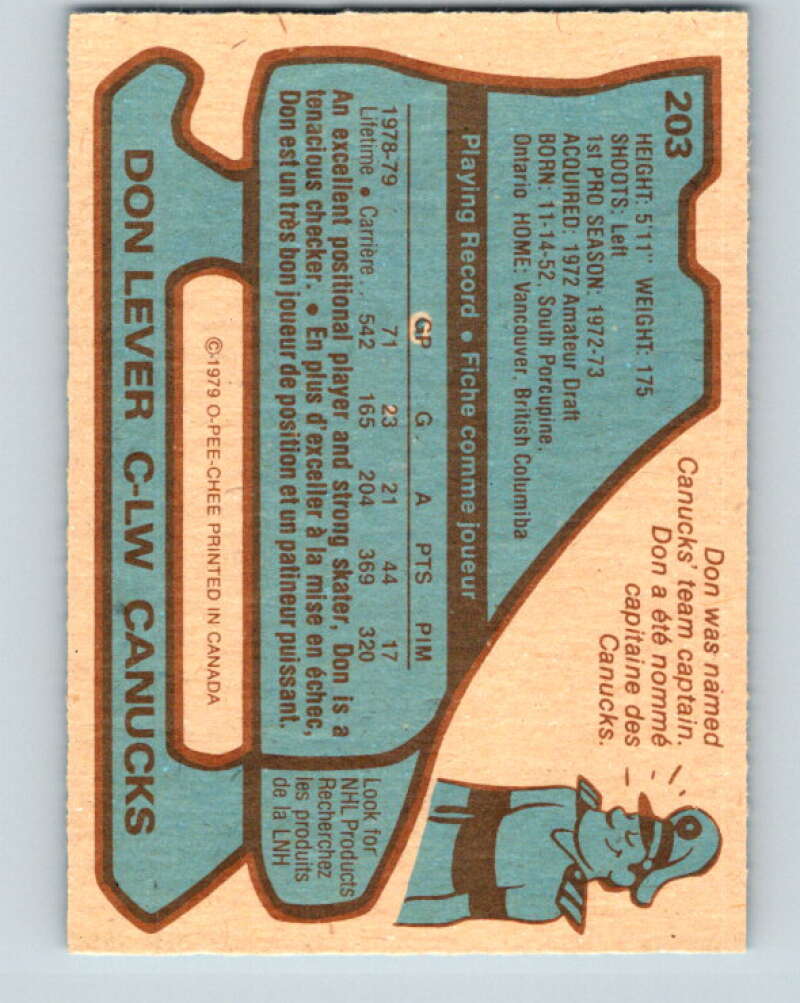 203
HEIGHT: 5'11" WEIGHT: 175
SHOOTS: Left
1st PRO SEASON: 1972-73
ACQUIRED: 1972 Amateur Draft
BORN: 11-14-52, South Porcupine,
Ontario HOME: Vancouver, British Columiba
Don was named
Canucks' team captain.
Don a été nommé
capitaine des
Canucks.
Playing Record • Fiche comme joueur
GP G A PTS PIM
1978-79 71 23 21 44 17
Lifetime • Carrière . . 542 165 204 369 320
An excellent positional player and strong skater, Don is a
tenacious checker. • En plus d'exceller à la mise en échec,
Don est un très bon joueur de position et un patineur puissant.
Look for
NHL Products
Recherchez
les produits
de la LNH
©1979 O-PEE-CHEE PRINTED IN CANADA
DON LEVER C-LW CANUCKS